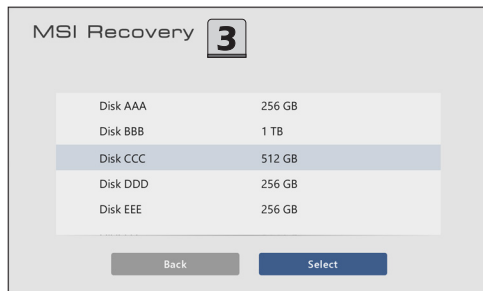 MSI Recovery 3
Disk AAA 256 GB
Disk BBB 1 TB
Disk CCC 512 GB
Disk DDD 256 GB
Disk EEE 256 GB
Back Select